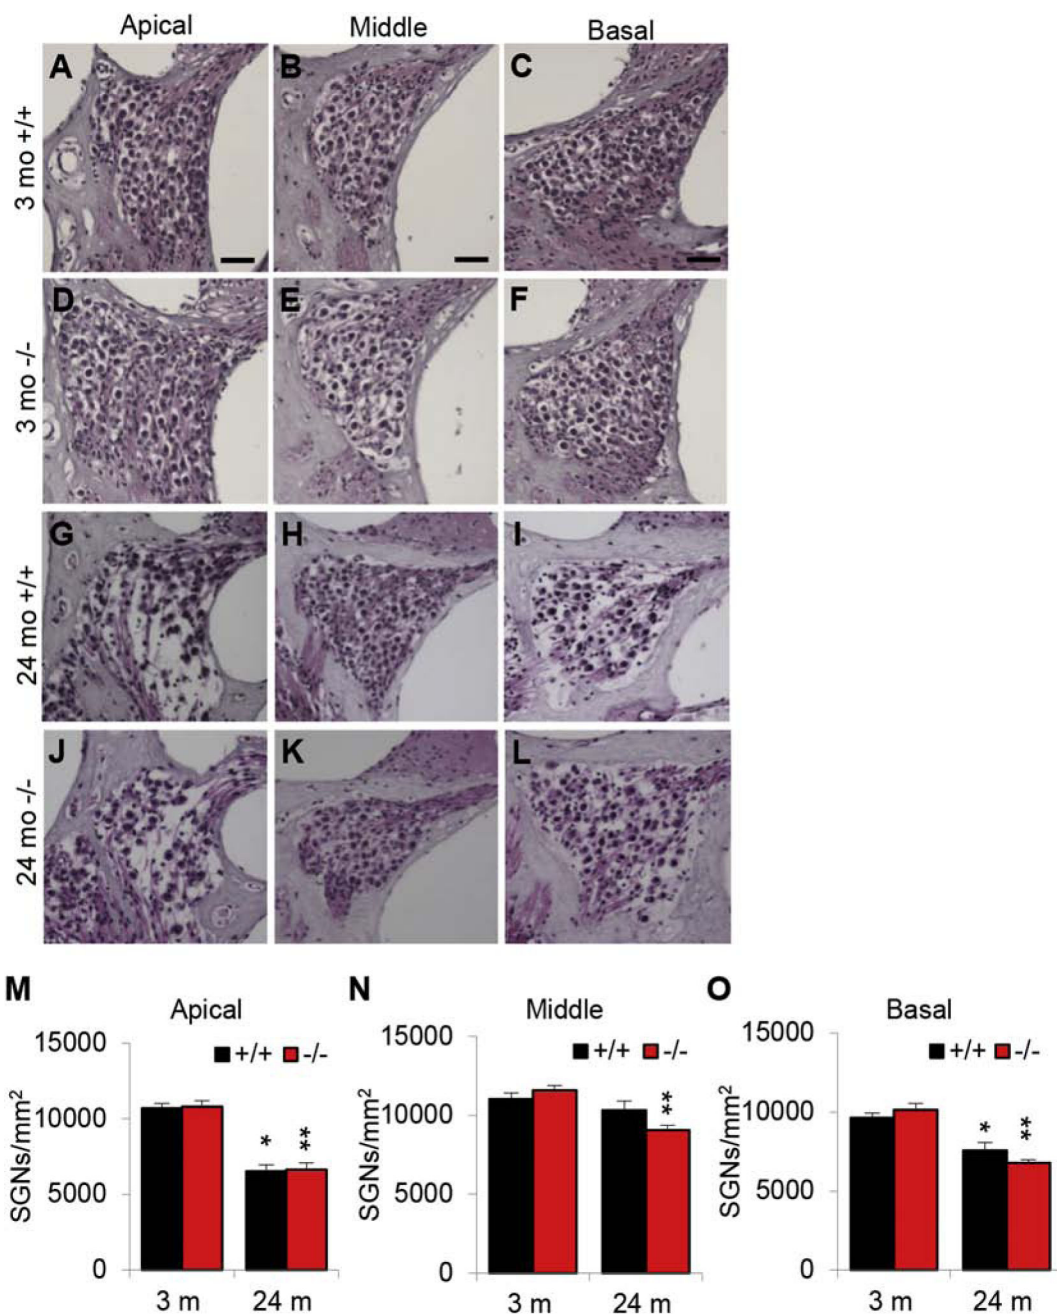 Apical Middle Basal
A B C
3 mo +/+
D E F
3 mo -/-
G H I
24 mo +/+
J K L
24 mo -/-
M N O
Apical Middle Basal
15000 +/+ -/- 15000 +/+ -/- 15000 +/+ -/-
SGNs/mm² SGNs/mm² SGNs/mm²
10000 10000 10000
* ** ** * **
5000 5000 5000
0 0 0
3 m 24 m 3 m 24 m 3 m 24 m